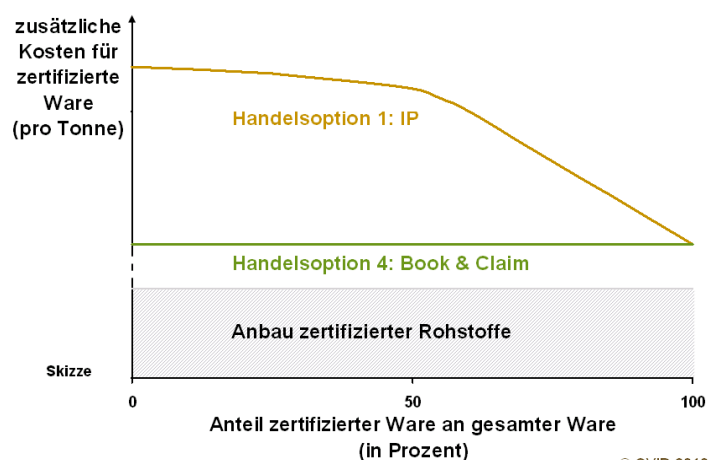 zusätzliche
Kosten für
zertifizierte
Ware
(pro Tonne)
Handelsoption 1: IP
Handelsoption 4: Book & Claim
Anbau zertifizierter Rohstoffe
Skizze
0
50
100
Anteil zertifizierter Ware an gesamter Ware
(in Prozent)